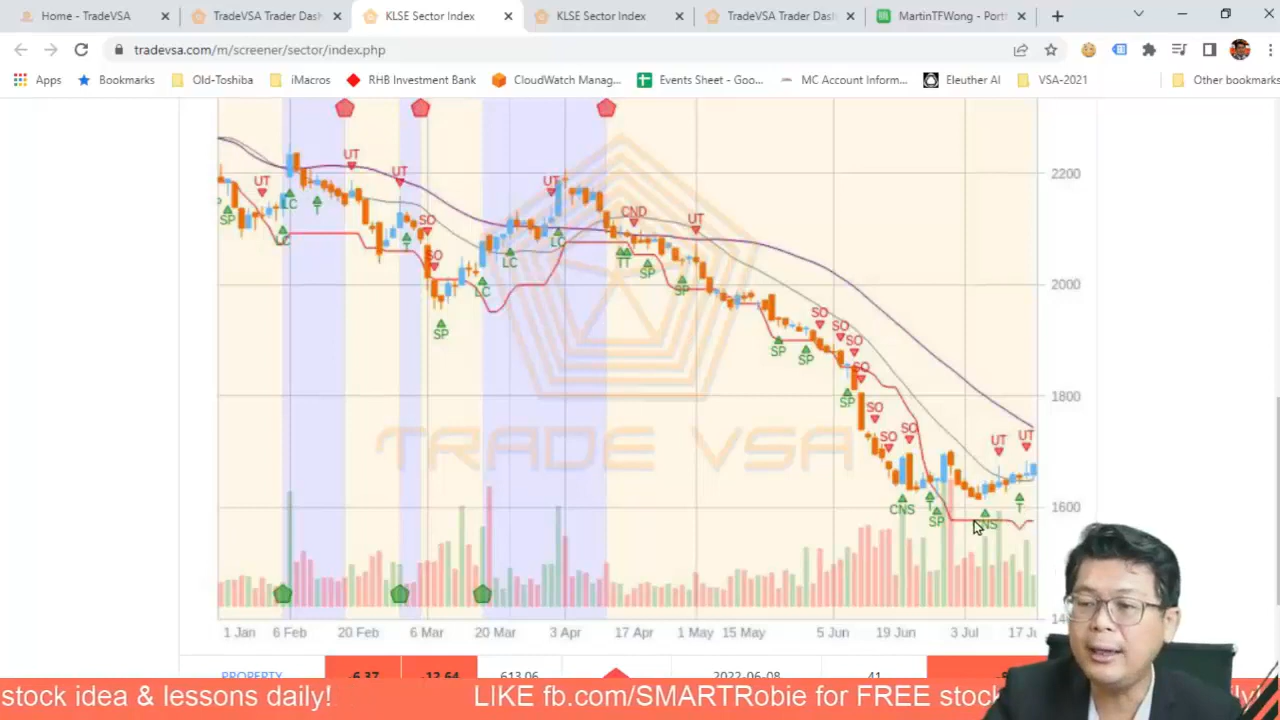 Home - TradeVSA
TradeVSA Trader Dash
KLSE Sector Index
KLSE Sector Index
TradeVSA Trader Dash
MartinTFWong - Portf
tradevsa.com/m/screener/sector/index.php
Apps Bookmarks Old-Toshiba iMacros RHB Investment Bank CloudWatch Manag... Events Sheet - Goo... MC Account Inform... Eleuther AI VSA-2021 Other bookmarks
2200
UT
UT
UT
UT
SP
LC
T
LC
SO
T
LC
CND
UT
SO
LC
TT
SP
2000
LC
SP
SP
SO
SO
SO
SP
SP
SO
1800
SP
SO
SO
SO
UT
UT
TRADE VSA
CNS
T
SP
T
1600
1 Jan 6 Feb 20 Feb 6 Mar 20 Mar 3 Apr 17 Apr 1 May 15 May 5 Jun 19 Jun 3 Jul
PROPERTY -6.37 -12.64 613.06 2022-06-08 41
stock idea & lessons daily! LIKE fb.com/SMARTRobie for FREE stock